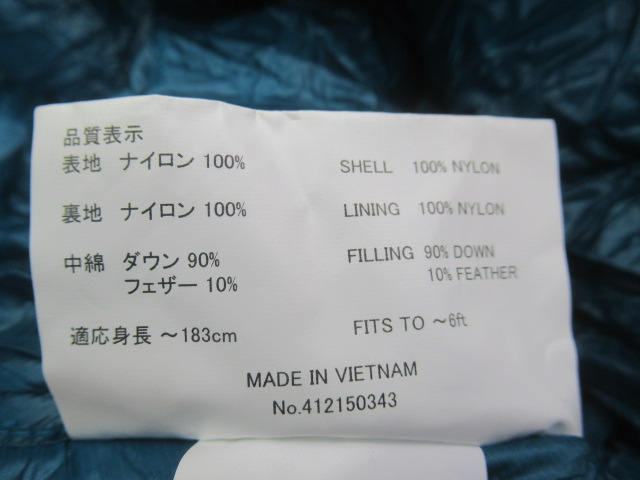 品質表示
表地 ナイロン 100%
SHELL 100% NYLON
裏地 ナイロン 100%
LINING 100% NYLON
中綿 ダウン 90%
フェザー 10%
FILLING 90% DOWN
10% FEATHER
適応身長 ～183cm
FITS TO ～6ft
MADE IN VIETNAM
No.412150343